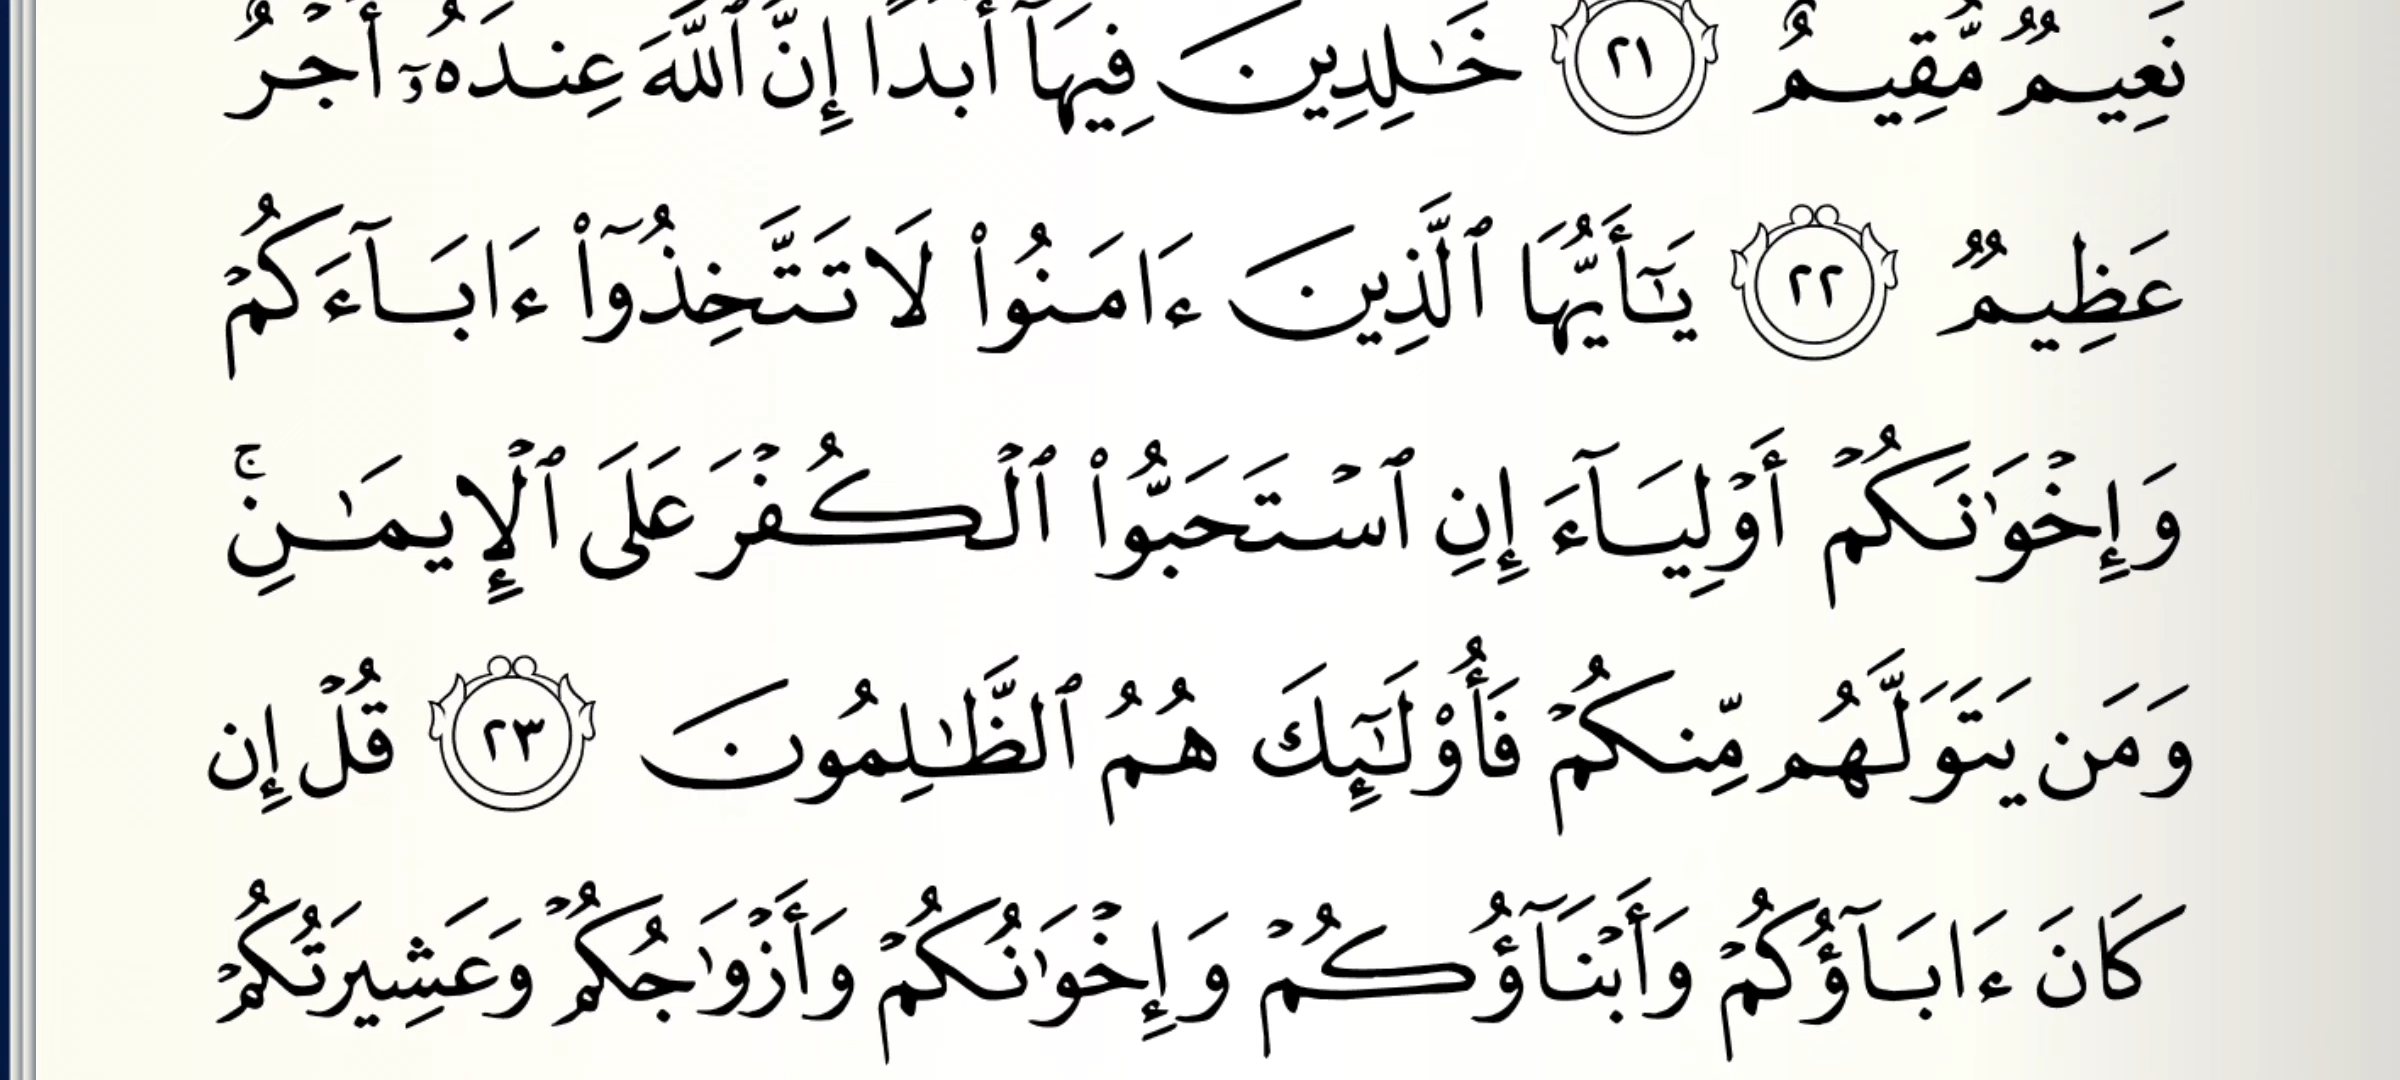 نَعِيمٌ مُّقِيمٌ ٢١ خَٰلِدِينَ فِيهَآ أَبَدًا إِنَّ ٱللَّهَ عِندَهُۥٓ أَجْرٌ
عَظِيمٌ ٢٢ يَٰٓأَيُّهَا ٱلَّذِينَ ءَامَنُوا۟ لَا تَتَّخِذُوٓا۟ ءَابَآءَكُمْ
وَإِخْوَٰنَكُمْ أَوْلِيَآءَ إِنِ ٱسْتَحَبُّوا۟ ٱلْكُفْرَ عَلَى ٱلْإِيمَٰنِۚ
وَمَن يَتَوَلَّهُم مِّنكُمْ فَأُو۟لَٰٓئِكَ هُمُ ٱلظَّٰلِمُونَ ٢٣ قُلْ إِن
كَانَ ءَابَآؤُكُمْ وَأَبْنَآؤُكُمْ وَإِخْوَٰنُكُمْ وَأَزْوَٰجُكُمْ وَعَشِيرَتُكُمْ